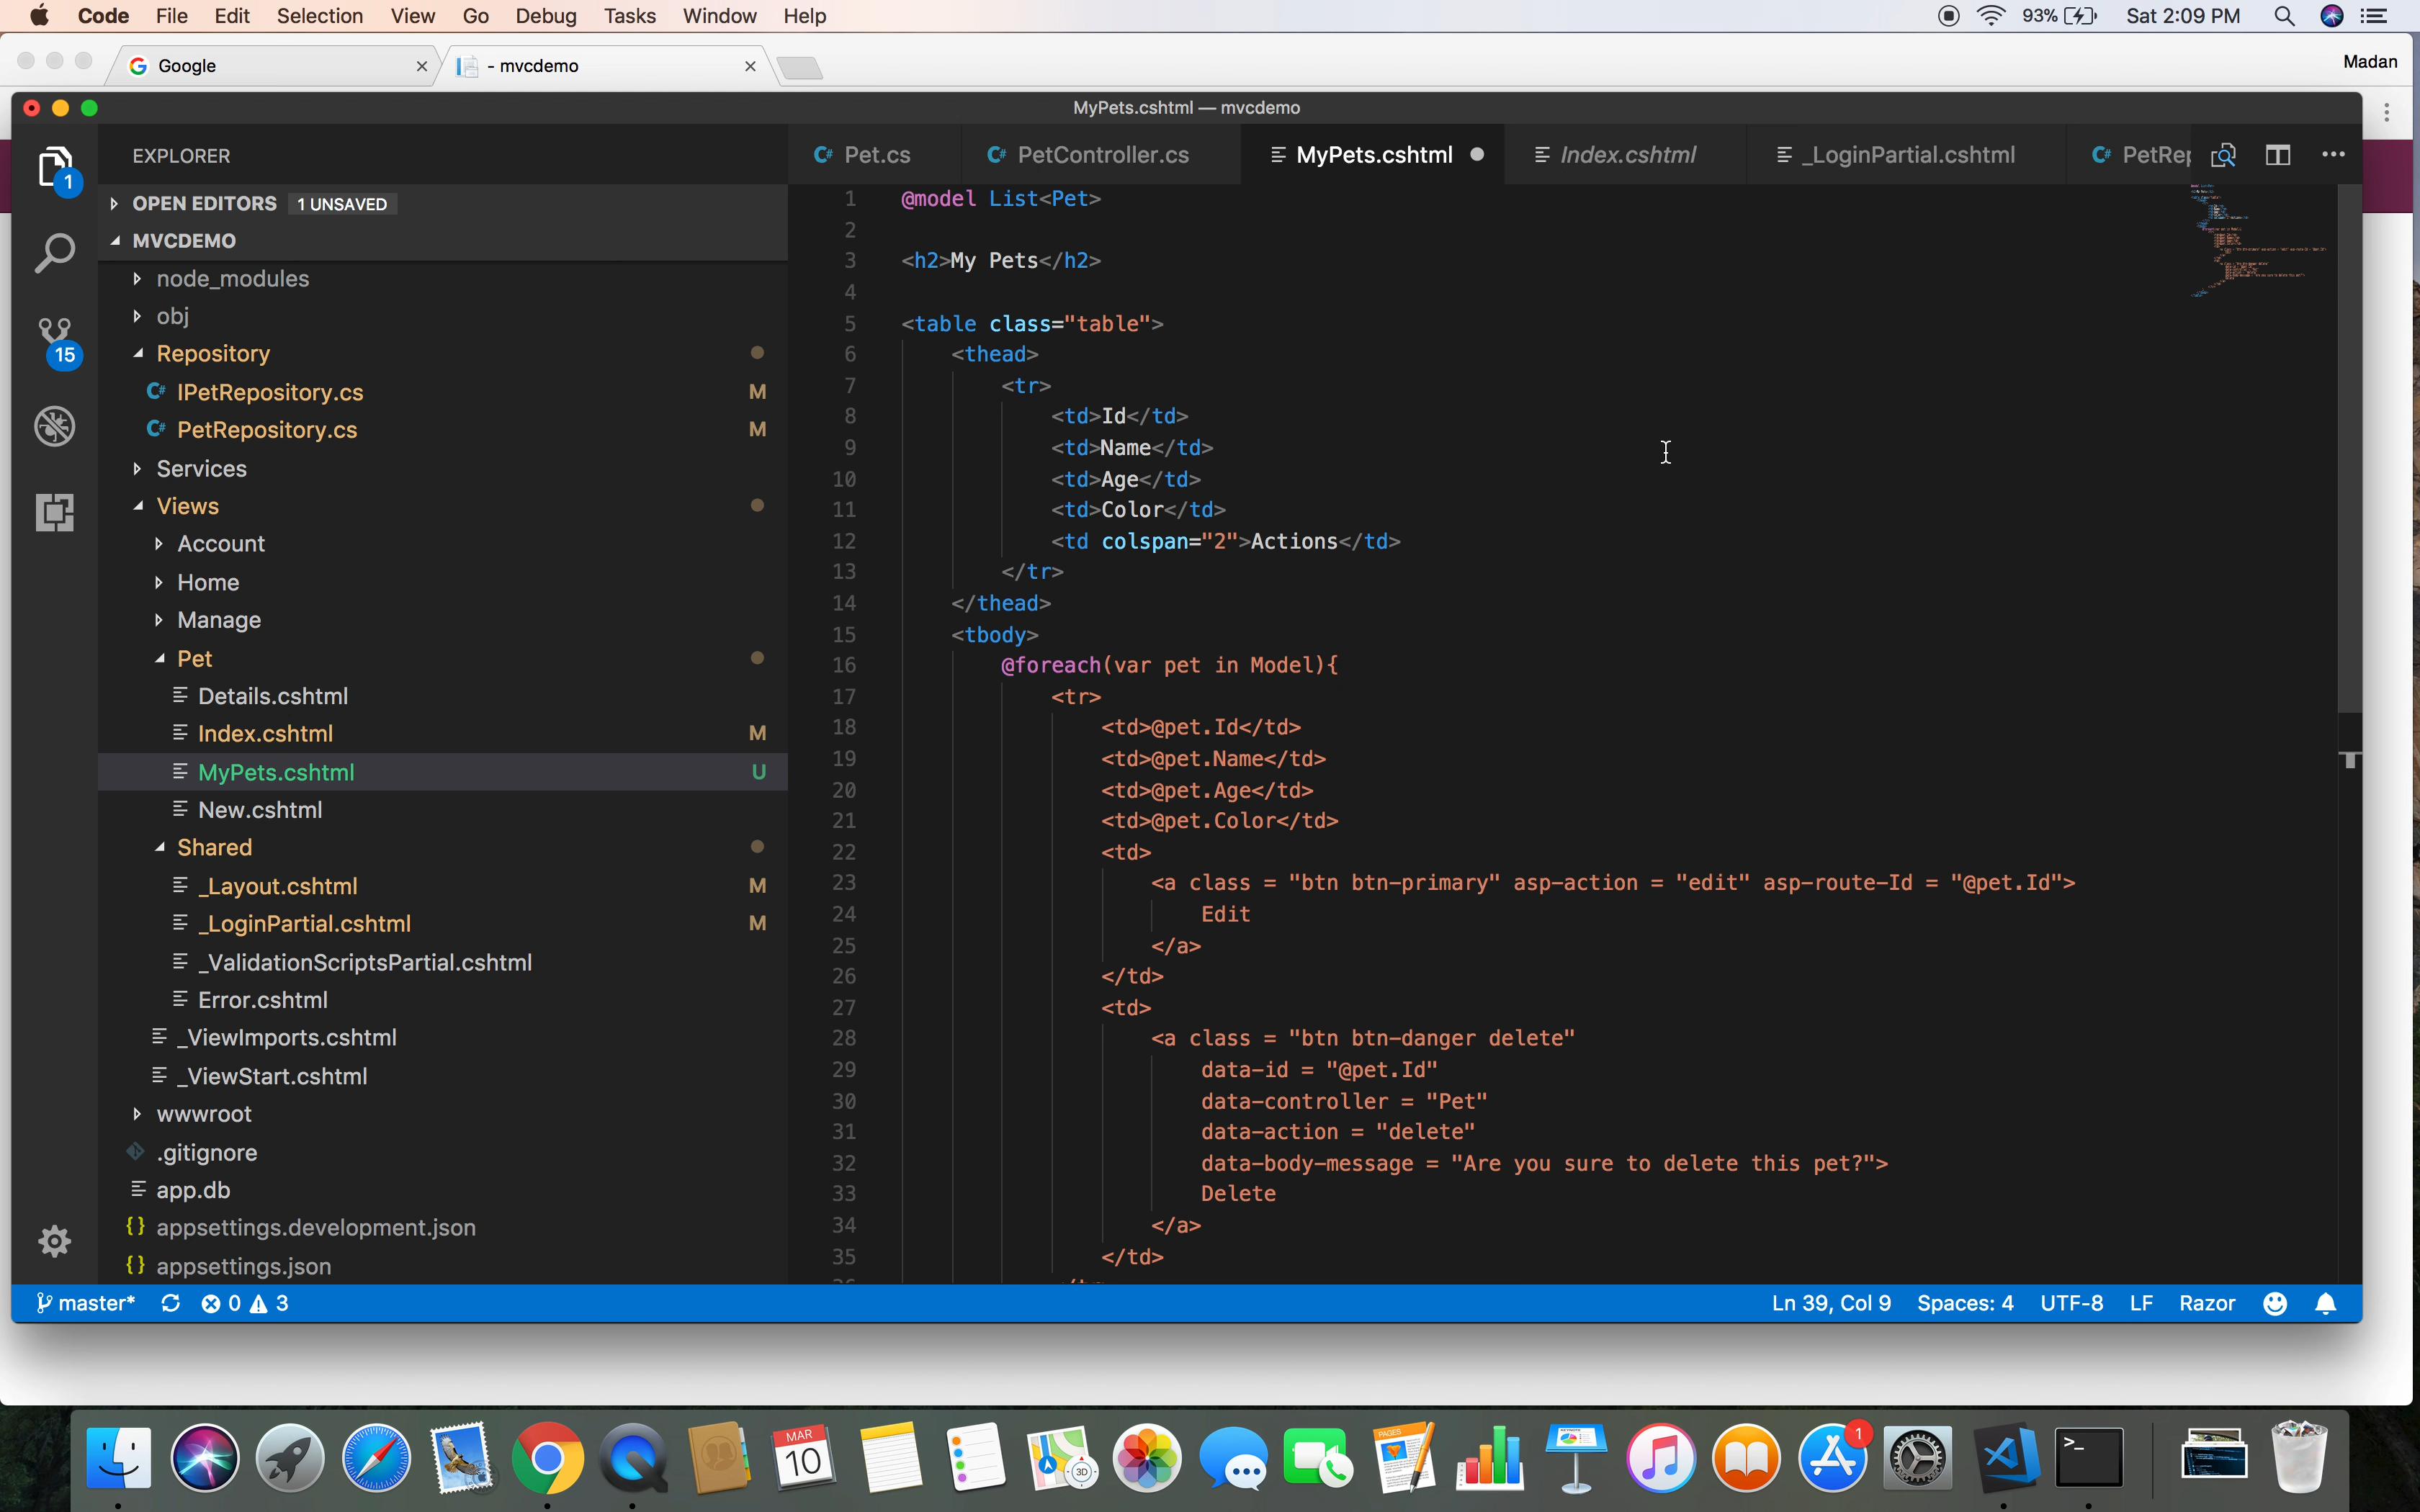 Code File Edit Selection View Go Debug Tasks Window Help 93% Sat 2:09 PM
Google - mvcdemo Madan
MyPets.cshtml — mvcdemo
EXPLORER
OPEN EDITORS 1 UNSAVED
MVCDEMO
node_modules
obj
Repository
C# IPetRepository.cs M
C# PetRepository.cs M
Services
Views
Account
Home
Manage
Pet
Details.cshtml
Index.cshtml M
MyPets.cshtml U
New.cshtml
Shared
_Layout.cshtml M
_LoginPartial.cshtml M
_ValidationScriptsPartial.cshtml
Error.cshtml
_ViewImports.cshtml
_ViewStart.cshtml
wwwroot
.gitignore
app.db
{} appsettings.development.json
{} appsettings.json
1
15
C# Pet.cs C# PetController.cs MyPets.cshtml Index.cshtml _LoginPartial.cshtml C# PetRep
1 @model List<Pet>
2
3 <h2>My Pets</h2>
4
5 <table class="table">
6 <thead>
7 <tr>
8 <td>Id</td>
9 <td>Name</td>
10 <td>Age</td>
11 <td>Color</td>
12 <td colspan="2">Actions</td>
13 </tr>
14 </thead>
15 <tbody>
16 @foreach(var pet in Model){
17 <tr>
18 <td>@pet.Id</td>
19 <td>@pet.Name</td>
20 <td>@pet.Age</td>
21 <td>@pet.Color</td>
22 <td>
23 <a class = "btn btn-primary" asp-action = "edit" asp-route-Id = "@pet.Id">
24 Edit
25 </a>
26 </td>
27 <td>
28 <a class = "btn btn-danger delete"
29 data-id = "@pet.Id"
30 data-controller = "Pet"
31 data-action = "delete"
32 data-body-message = "Are you sure to delete this pet?">
33 Delete
34 </a>
35 </td>
master* 0 3 Ln 39, Col 9 Spaces: 4 UTF-8 LF Razor
MAR
10
3D
PAGES
KEYNOTE
1
>_